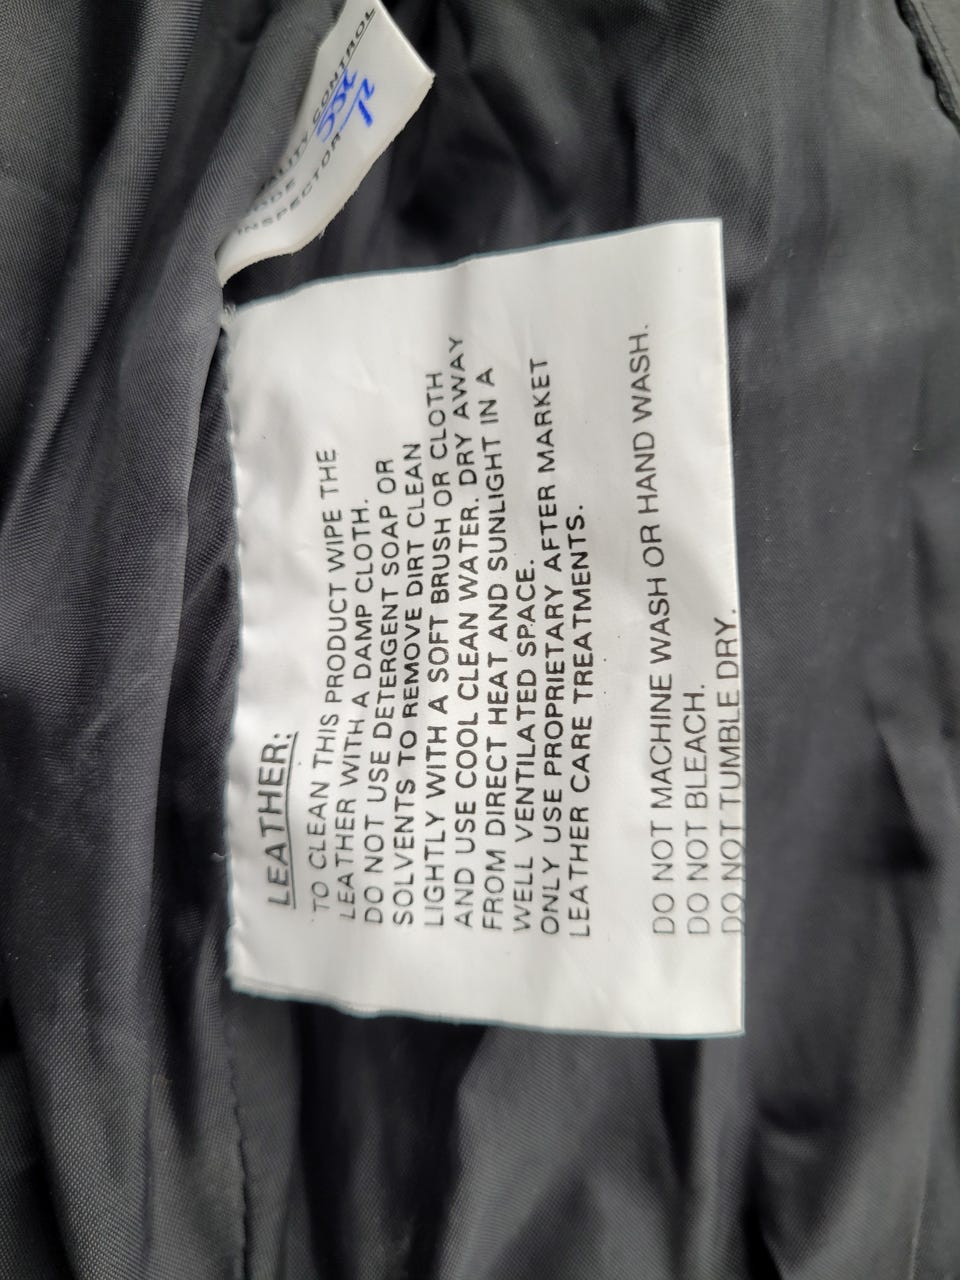 QUALITY CONTROL
CODE
INSPECTOR
LEATHER:
TO CLEAN THIS PRODUCT WIPE THE
LEATHER WITH A DAMP CLOTH.
DO NOT USE DETERGENT SOAP OR
SOLVENTS TO REMOVE DIRT CLEAN
LIGHTLY WITH A SOFT BRUSH OR CLOTH
AND USE COOL CLEAN WATER. DRY AWAY
FROM DIRECT HEAT AND SUNLIGHT IN A
WELL VENTILATED SPACE.
ONLY USE PROPRIETARY AFTER MARKET
LEATHER CARE TREATMENTS.
DO NOT MACHINE WASH OR HAND WASH.
DO NOT BLEACH.
DO NOT TUMBLE DRY.